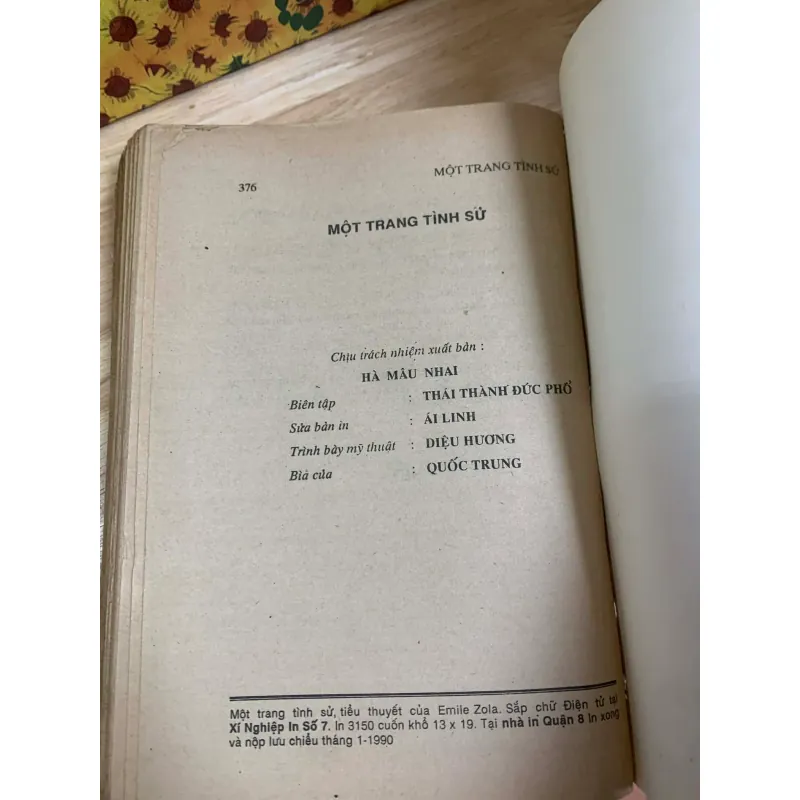 376
MỘT TRANG TÌNH SỬ
MỘT TRANG TÌNH SỬ
Chịu trách nhiệm xuất bản :
HÀ MÂU NHAI
Biên tập : THÁI THÀNH ĐỨC PHỔ
Sửa bản in : ÁI LINH
Trình bày mỹ thuật : DIỆU HƯƠNG
Bìa của : QUỐC TRUNG
Một trang tình sử, tiểu thuyết của Emile Zola. Sắp chữ Điện tử tại
Xí Nghiệp In Số 7. In 3150 cuốn khổ 13 x 19. Tại nhà in Quận 8 In xong
và nộp lưu chiểu tháng 1-1990